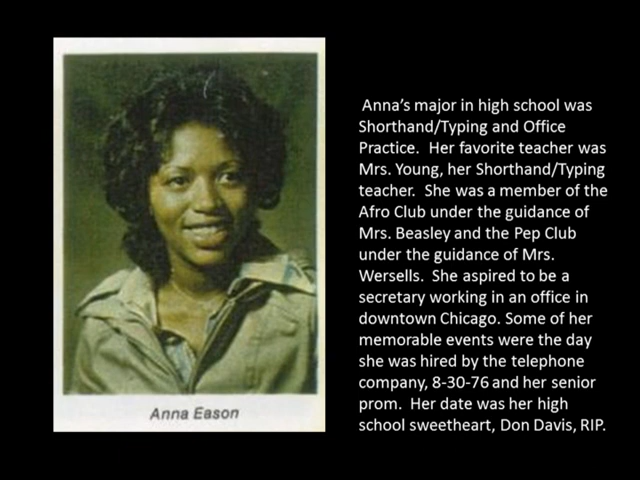 Anna's major in high school was
Shorthand/Typing and Office
Practice.  Her favorite teacher was
Mrs. Young, her Shorthand/Typing
teacher.  She was a member of the
Afro Club under the guidance of
Mrs. Beasley and the Pep Club
under the guidance of Mrs.
Wersells.  She aspired to be a
secretary working in an office in
downtown Chicago. Some of her
memorable events were the day
she was hired by the telephone
company, 8-30-76 and her senior
prom.  Her date was her high
school sweetheart, Don Davis, RIP.
Anna Eason